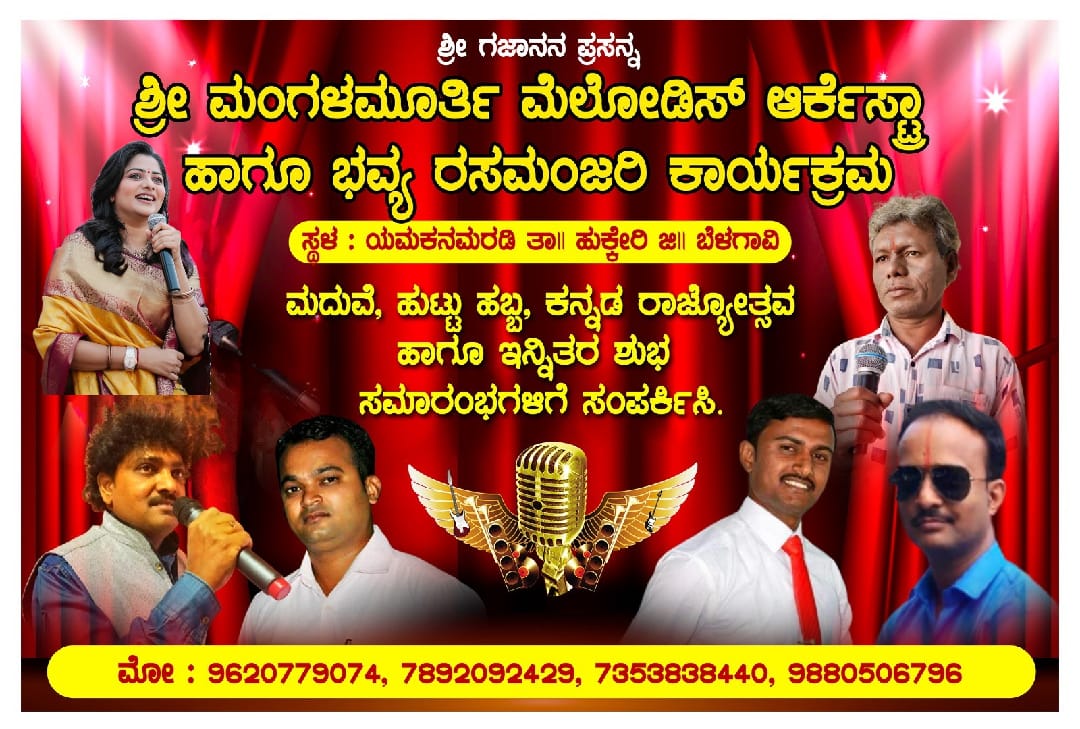 ಶ್ರೀ ಗಜಾನನ ಪ್ರಸನ್ನ
ಶ್ರೀ ಮಂಗಳಮೂರ್ತಿ ಮೆಲೋಡಿಸ್ ಆರ್ಕೆಸ್ಟ್ರಾ
ಹಾಗೂ ಭವ್ಯ ರಸಮಂಜರಿ ಕಾರ್ಯಕ್ರಮ
ಸ್ಥಳ : ಯಮಕನಮರಡಿ ತಾ॥ ಹುಕ್ಕೇರಿ ಜಿ॥ ಬೆಳಗಾವಿ
ಮದುವೆ, ಹುಟ್ಟು ಹಬ್ಬ, ಕನ್ನಡ ರಾಜ್ಯೋತ್ಸವ
ಹಾಗೂ ಇನ್ನಿತರ ಶುಭ
ಸಮಾರಂಭಗಳಿಗೆ ಸಂಪರ್ಕಿಸಿ.
ಮೋ : 9620779074, 7892092429, 7353838440, 9880506796